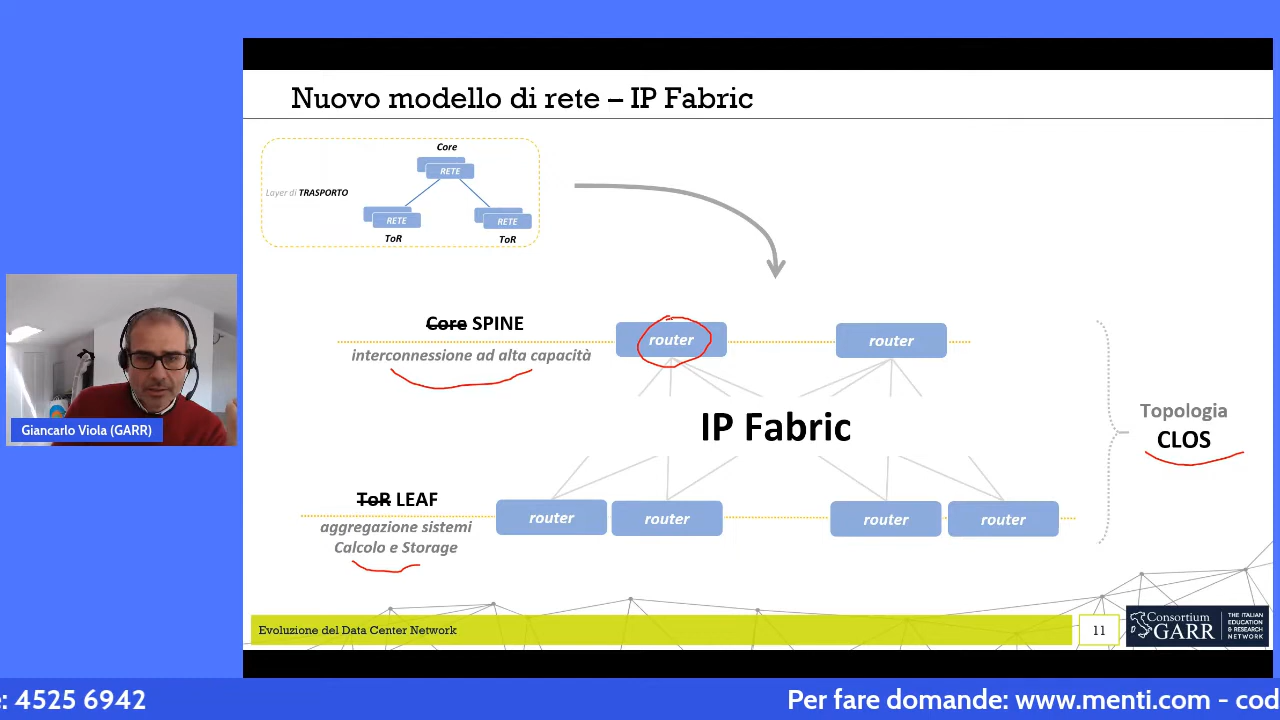 Nuovo modello di rete – IP Fabric
Core
RETE
Layer di TRASPORTO
RETE
RETE
ToR
ToR
Core SPINE
interconnessione ad alta capacità
router
router
IP Fabric
Topologia
CLOS
ToR LEAF
aggregazione sistemi
Calcolo e Storage
router
router
router
router
Giancarlo Viola (GARR)
Evoluzione del Data Center Network
11
Consortium
GARR
THE ITALIAN
EDUCATION
& RESEARCH
NETWORK
: 4525 6942
Per fare domande: www.menti.com - cod